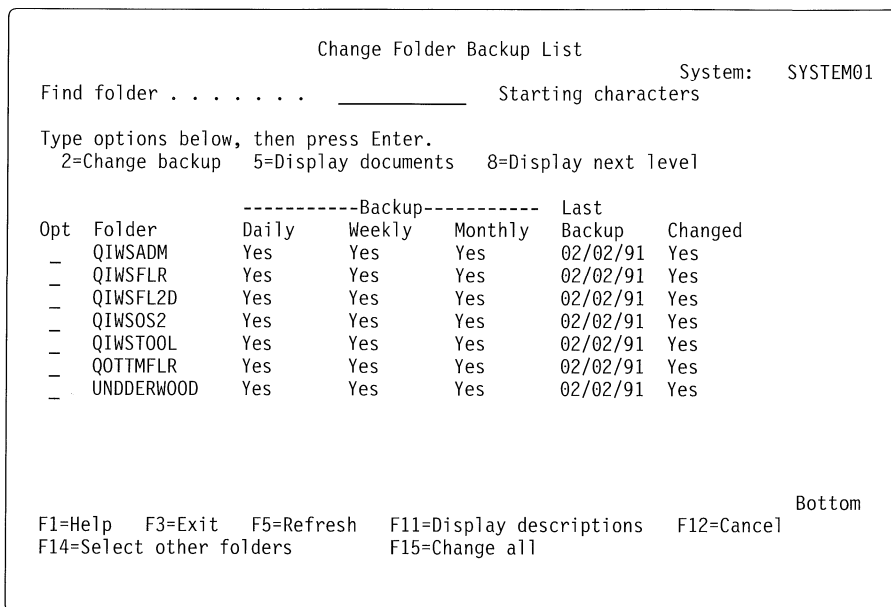 Change Folder Backup List
System: SYSTEM01
Find folder . . . . . . . __________ Starting characters
Type options below, then press Enter.
2=Change backup 5=Display documents 8=Display next level
-----------Backup----------- Last
Opt Folder Daily Weekly Monthly Backup Changed
_ QIWSADM Yes Yes Yes 02/02/91 Yes
_ QIWSFLR Yes Yes Yes 02/02/91 Yes
_ QIWSFL2D Yes Yes Yes 02/02/91 Yes
_ QIWSOS2 Yes Yes Yes 02/02/91 Yes
_ QIWSTOOL Yes Yes Yes 02/02/91 Yes
_ QOTTMFLR Yes Yes Yes 02/02/91 Yes
_ UNDDERWOOD Yes Yes Yes 02/02/91 Yes
Bottom
F1=Help F3=Exit F5=Refresh F11=Display descriptions F12=Cancel
F14=Select other folders F15=Change all